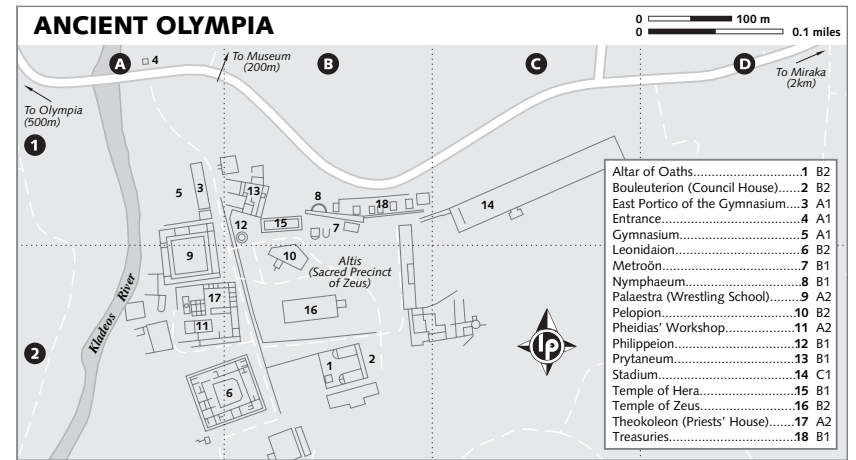 ANCIENT OLYMPIA
0 100 m
0 0.1 miles
A
B
C
D
4
To Museum
(200m)
To Miraka
(2km)
To Olympia
(500m)
1
5
3
13
8
18
14
12
15
7
9
10
Altis
(Sacred Precinct
of Zeus)
17
16
11
Kladeos River
2
1
2
6
lp
Altar of Oaths............................1 B2
Bouleuterion (Council House)......2 B2
East Portico of the Gymnasium....3 A1
Entrance....................................4 A1
Gymnasium................................5 A1
Leonidaion.................................6 B2
Metroön....................................7 B1
Nymphaeum..............................8 B1
Palaestra (Wrestling School).........9 A2
Pelopion...................................10 B2
Pheidias' Workshop...................11 A2
Philippeion...............................12 B1
Prytaneum................................13 B1
Stadium....................................14 C1
Temple of Hera.........................15 B1
Temple of Zeus.........................16 B2
Theokoleon (Priests' House).......17 A2
Treasuries.................................18 B1